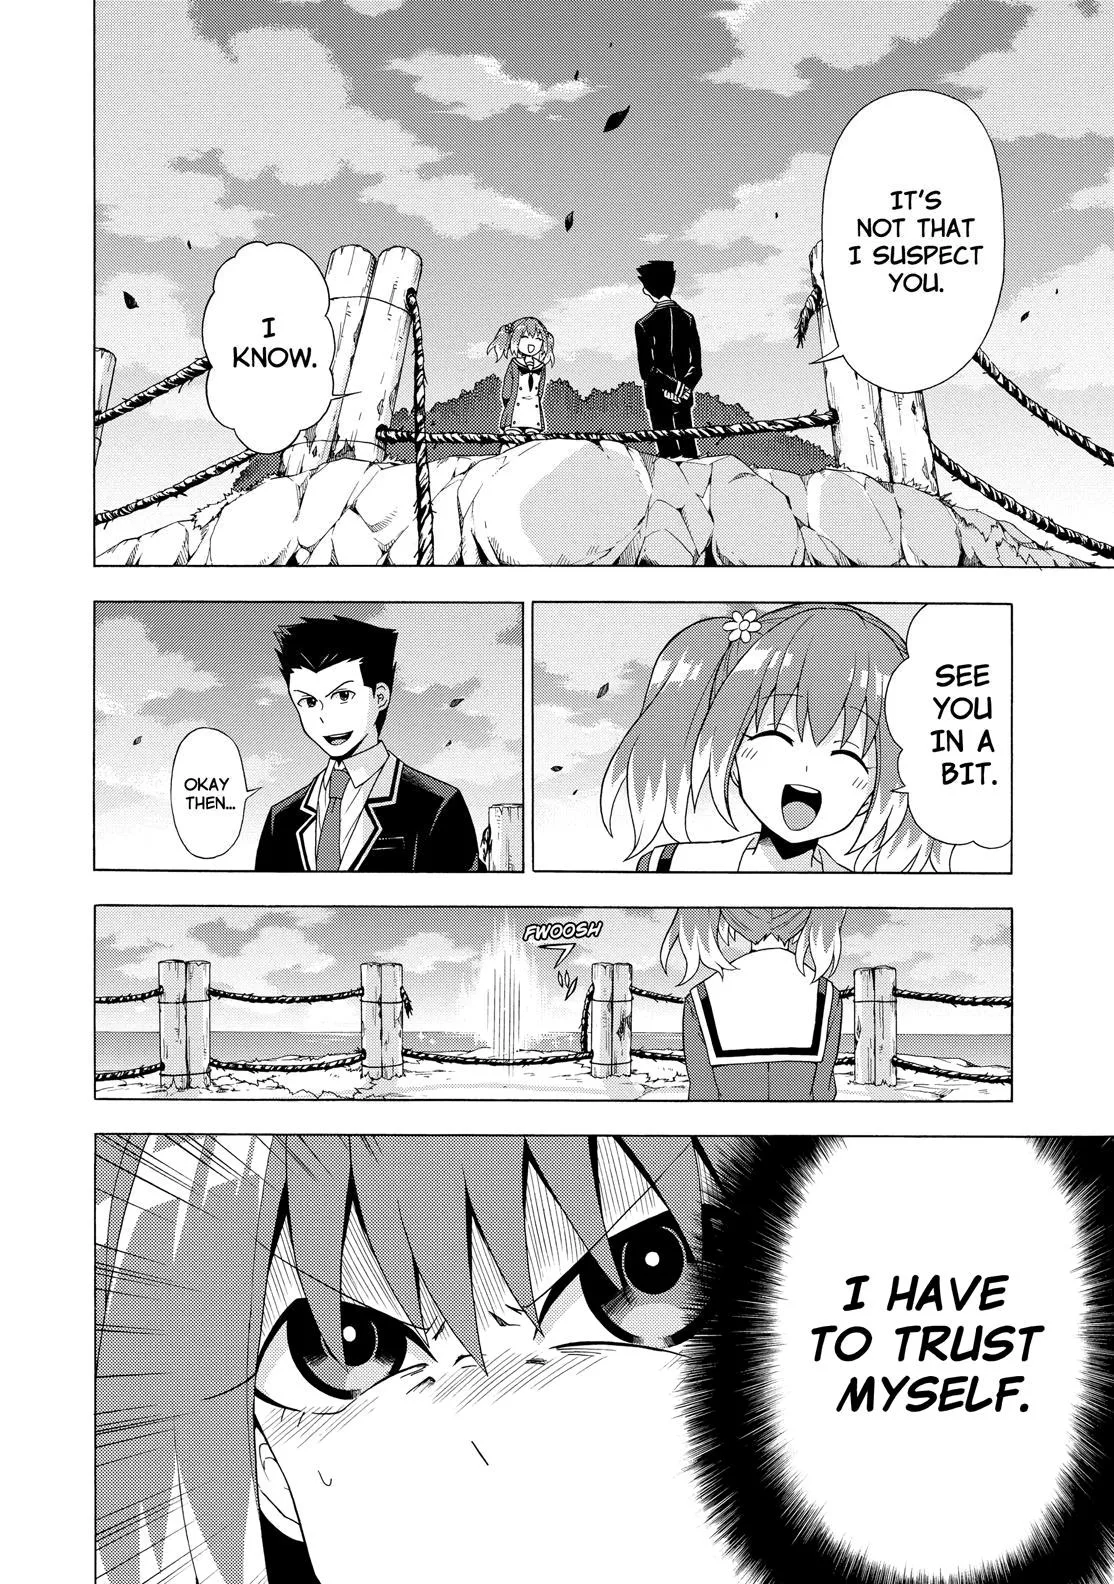 IT'S
NOT THAT
I SUSPECT
YOU.
I
KNOW.
SEE
YOU
IN A
BIT.
OKAY
THEN...
FWOOSH
I HAVE
TO TRUST
MYSELF.